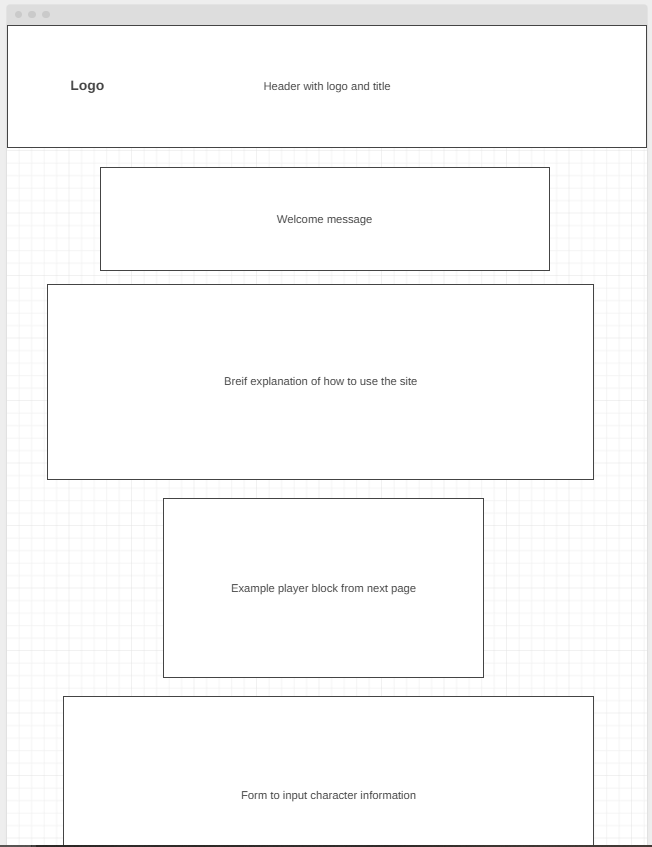 Logo
Header with logo and title
Welcome message
Breif explanation of how to use the site
Example player block from next page
Form to input character information